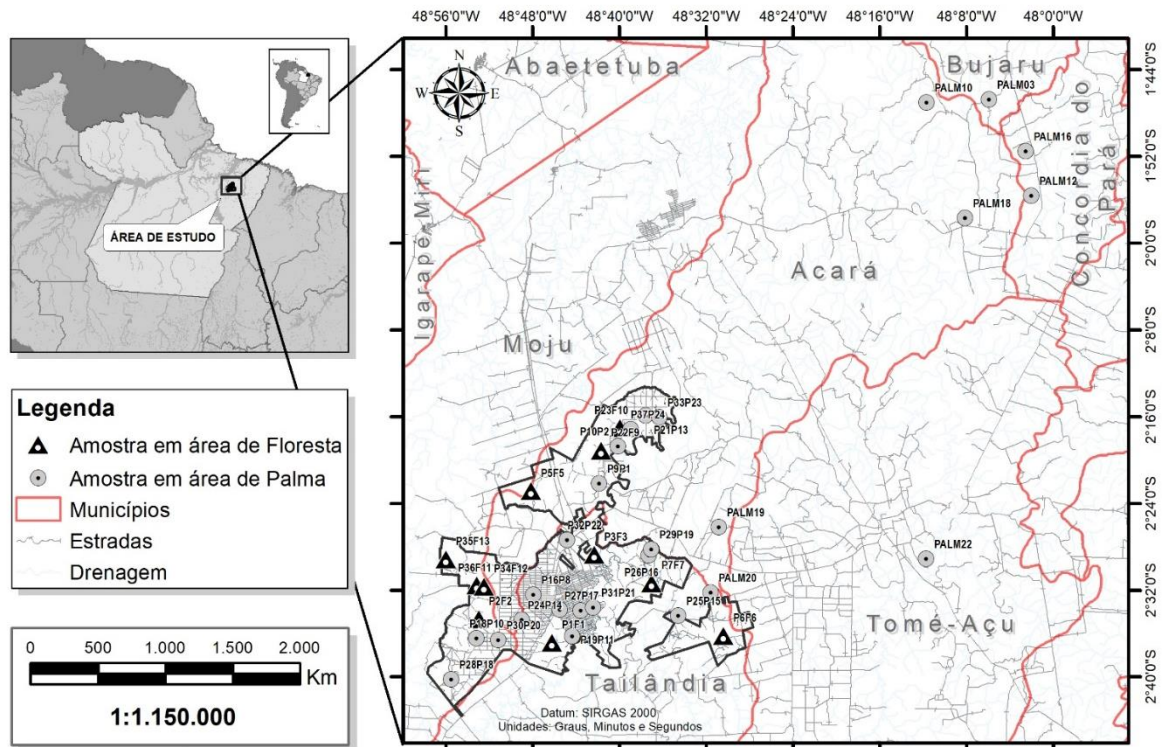 48°56'0"W 48°48'0"W 48°40'0"W 48°32'0"W 48°24'0"W 48°16'0"W 48°8'0"W 48°0'0"W
N
W E
S
Abaetetuba
Bujaru
1°44'0"S
PALM10
PALM03
Concordia do
Pará
PALM16
1°52'0"S
PALM12
PALM18
ÁREA DE ESTUDO
Igarape-Miri
2°0'0"S
Acará
Moju
2°8'0"S
Legenda
Amostra em área de Floresta
Amostra em área de Palma
Municípios
Estradas
Drenagem
P33P23
P23F10
P37P24
2°16'0"S
P10P2
P22F9
P21P13
P9P1
P5F5
2°24'0"S
PALM19
P32P22
P3F3
P29P19
PALM22
P35F13
P7F7
P36F11
P34F12
P26P16
P16P8
PALM20
2°32'0"S
P2F2
P27P17
P31P21
P24P14
P25P15
P1F1
P6F6
P30P20
P19P11
Tomé-Açu
P28P18
2°40'0"S
Tailândia
0 500 1.000 1.500 2.000
Km
1:1.150.000
Datum: SIRGAS 2000
Unidades: Graus, Minutos e Segundos